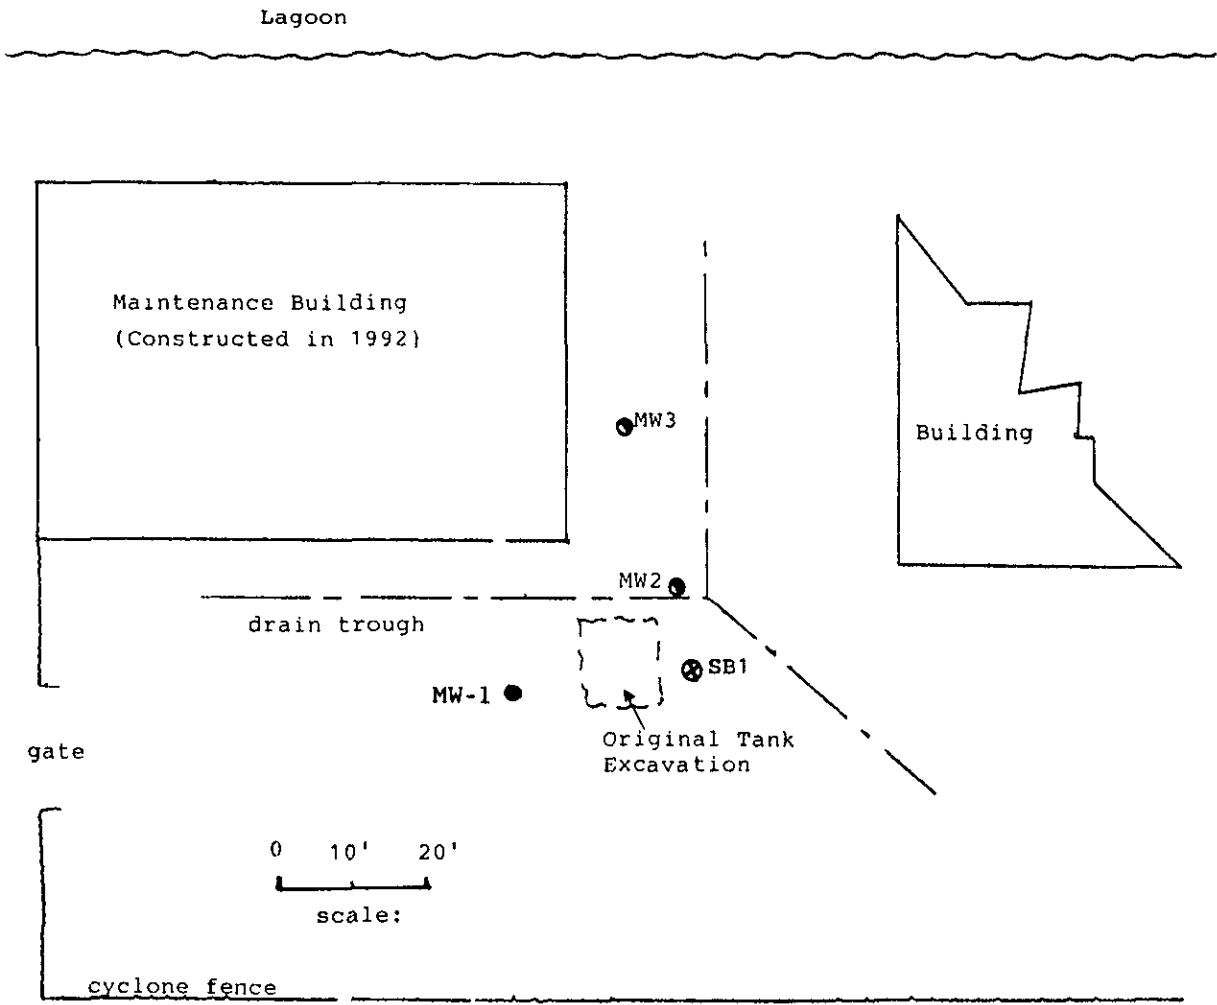 Lagoon
Maintenance Building
(Constructed in 1992)
MW3
Building
MW2
drain trough
SB1
MW-1
Original Tank
Excavation
gate
0 10' 20'
scale:
cyclone fence